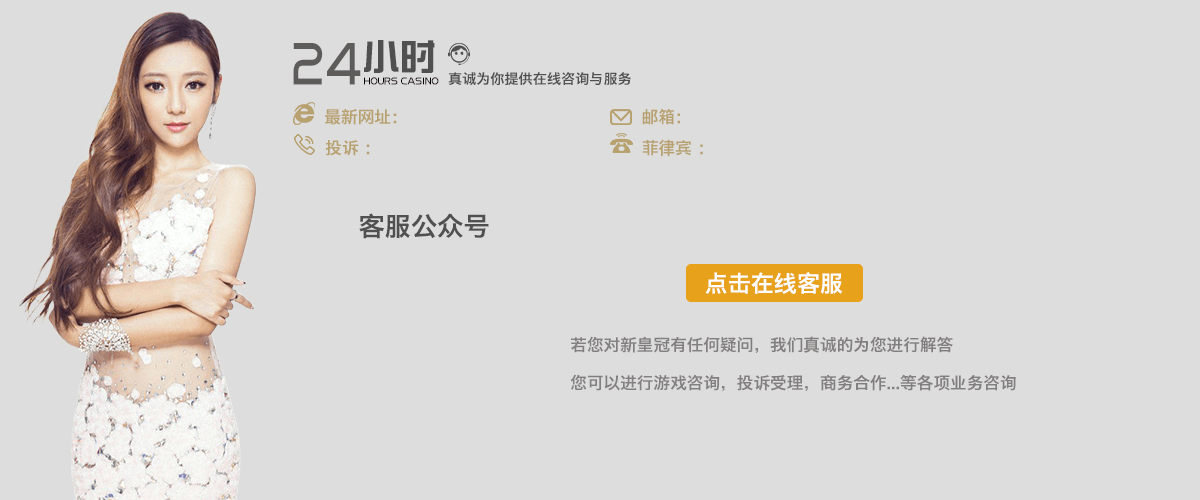 24小时
HOURS CASINO
真诚为你提供在线咨询与服务
最新网址:
邮箱:
投诉 :
菲律宾 :
客服公众号
点击在线客服
若您对新皇冠有任何疑问，我们真诚的为您进行解答
您可以进行游戏咨询，投诉受理，商务合作...等各项业务咨询